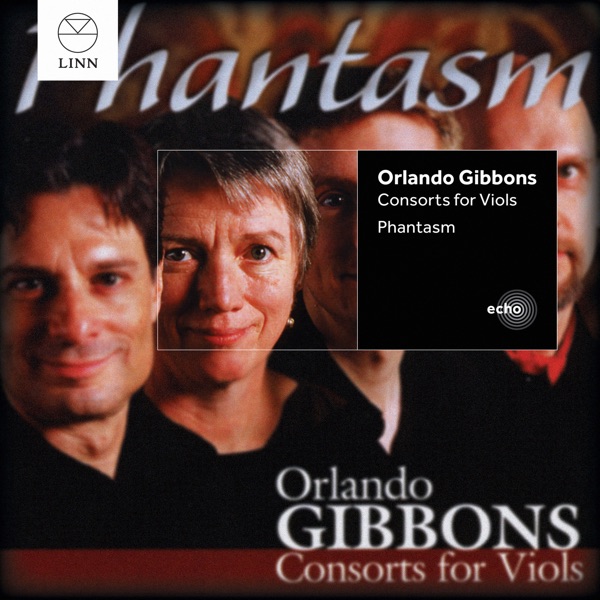 Phantasm
LINN
Orlando Gibbons
Consorts for Viols
Phantasm
echo
Orlando
GIBBONS
Consorts for Viols